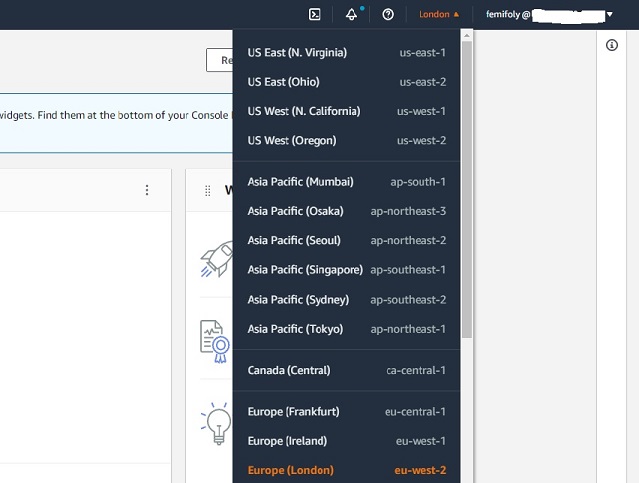 London ▲ femifoly @ ▼
Re
US East (N. Virginia) us-east-1
US East (Ohio) us-east-2
vidgets. Find them at the bottom of your Console
US West (N. California) us-west-1
US West (Oregon) us-west-2
Asia Pacific (Mumbai) ap-south-1
W
Asia Pacific (Osaka) ap-northeast-3
Asia Pacific (Seoul) ap-northeast-2
Asia Pacific (Singapore) ap-southeast-1
Asia Pacific (Sydney) ap-southeast-2
Asia Pacific (Tokyo) ap-northeast-1
Canada (Central) ca-central-1
Europe (Frankfurt) eu-central-1
Europe (Ireland) eu-west-1
Europe (London) eu-west-2